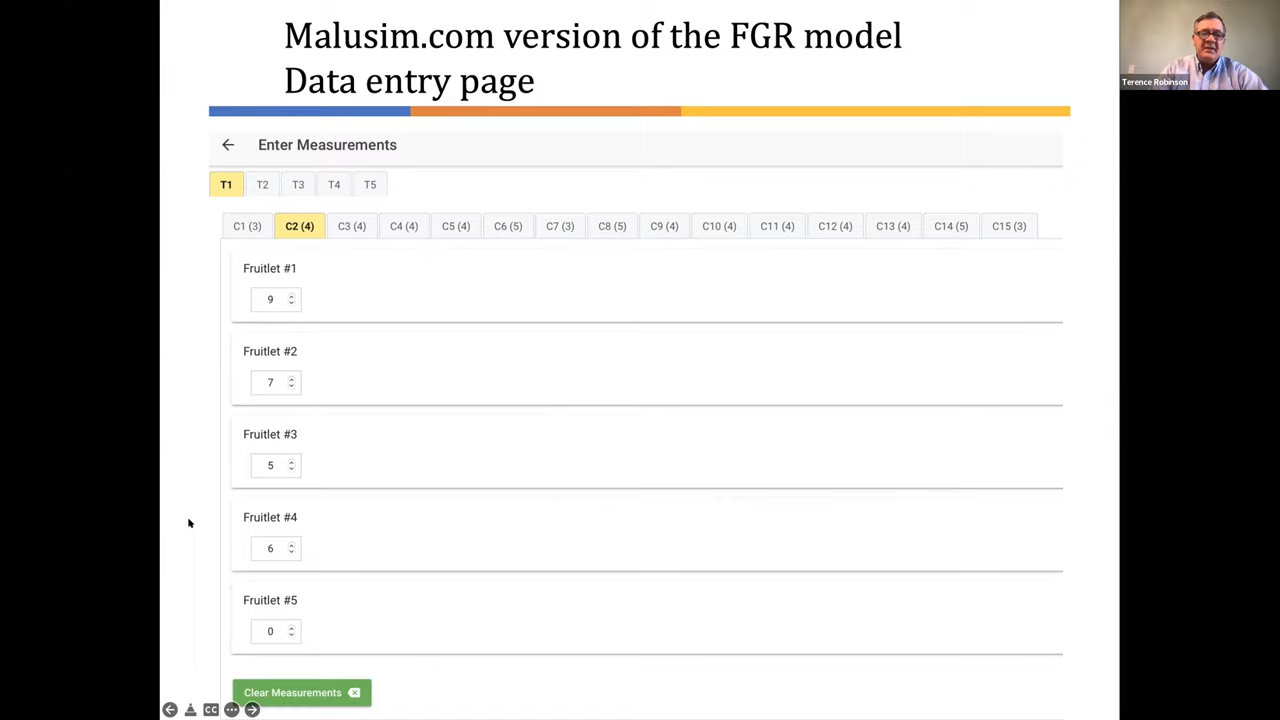 Malusim.com version of the FGR model
Data entry page
Terence Robinson
Enter Measurements
T1 T2 T3 T4 T5
C1 (3) C2 (4) C3 (4) C4 (4) C5 (4) C6 (5) C7 (3) C8 (5) C9 (4) C10 (4) C11 (4) C12 (4) C13 (4) C14 (5) C15 (3)
Fruitlet #1
9
Fruitlet #2
7
Fruitlet #3
5
Fruitlet #4
6
Fruitlet #5
0
Clear Measurements
CC